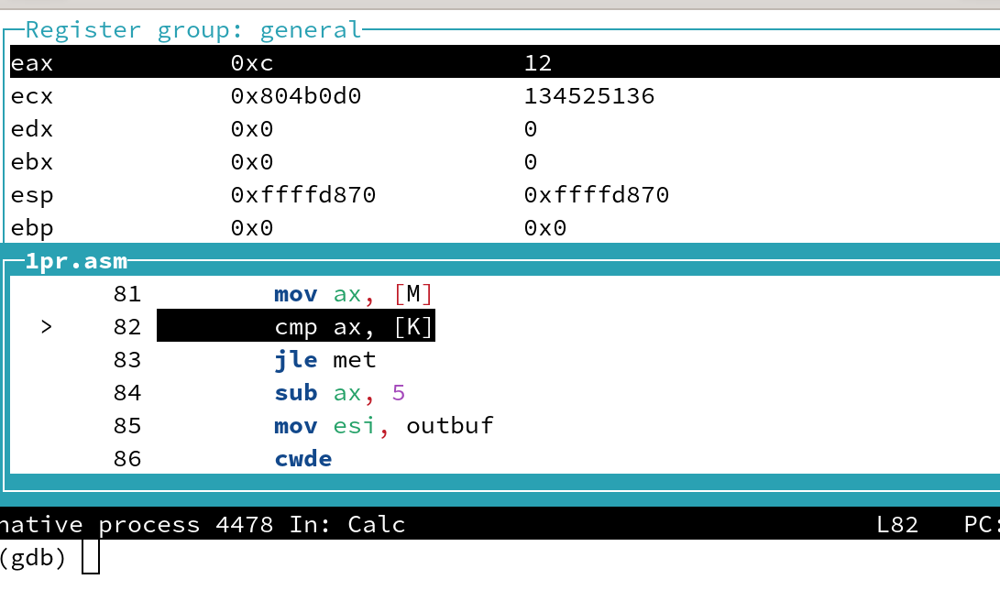 Register group: general
eax 0xc 12
ecx 0x804b0d0 134525136
edx 0x0 0
ebx 0x0 0
esp 0xffffd870 0xffffd870
ebp 0x0 0x0
1pr.asm
81 mov ax, [M]
> 82 cmp ax, [K]
83 jle met
84 sub ax, 5
85 mov esi, outbuf
86 cwde
native process 4478 In: Calc L82 PC:
(gdb)